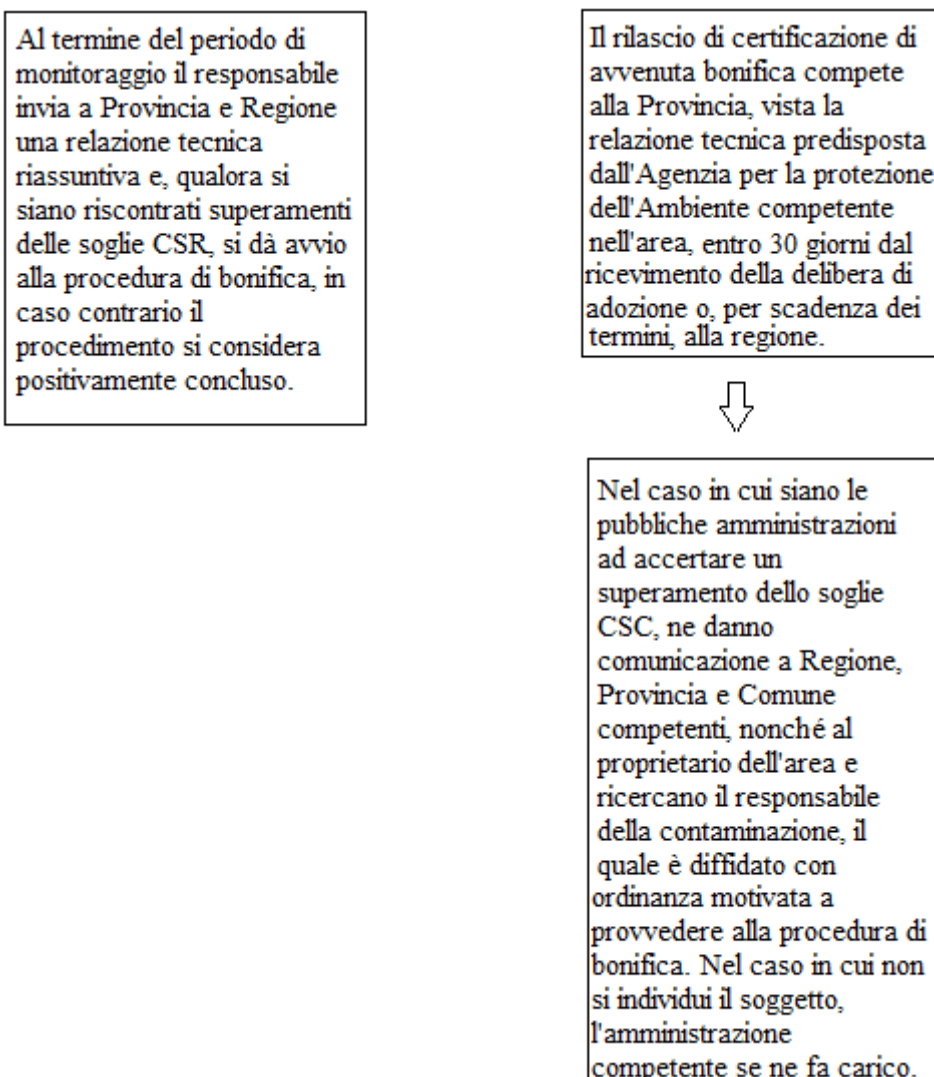 Al termine del periodo di
monitoraggio il responsabile
invia a Provincia e Regione
una relazione tecnica
riassuntiva e, qualora si
siano riscontrati superamenti
delle soglie CSR, si dà avvio
alla procedura di bonifica, in
caso contrario il
procedimento si considera
positivamente concluso.
Il rilascio di certificazione di
avvenuta bonifica compete
alla Provincia, vista la
relazione tecnica predisposta
dall'Agenzia per la protezione
dell'Ambiente competente
nell'area, entro 30 giorni dal
ricevimento della delibera di
adozione o, per scadenza dei
termini, alla regione.
Nel caso in cui siano le
pubbliche amministrazioni
ad accertare un
superamento dello soglie
CSC, ne danno
comunicazione a Regione,
Provincia e Comune
competenti, nonché al
proprietario dell'area e
ricercano il responsabile
della contaminazione, il
quale è diffidato con
ordinanza motivata a
provvedere alla procedura di
bonifica. Nel caso in cui non
si individui il soggetto,
l'amministrazione
competente se ne fa carico.